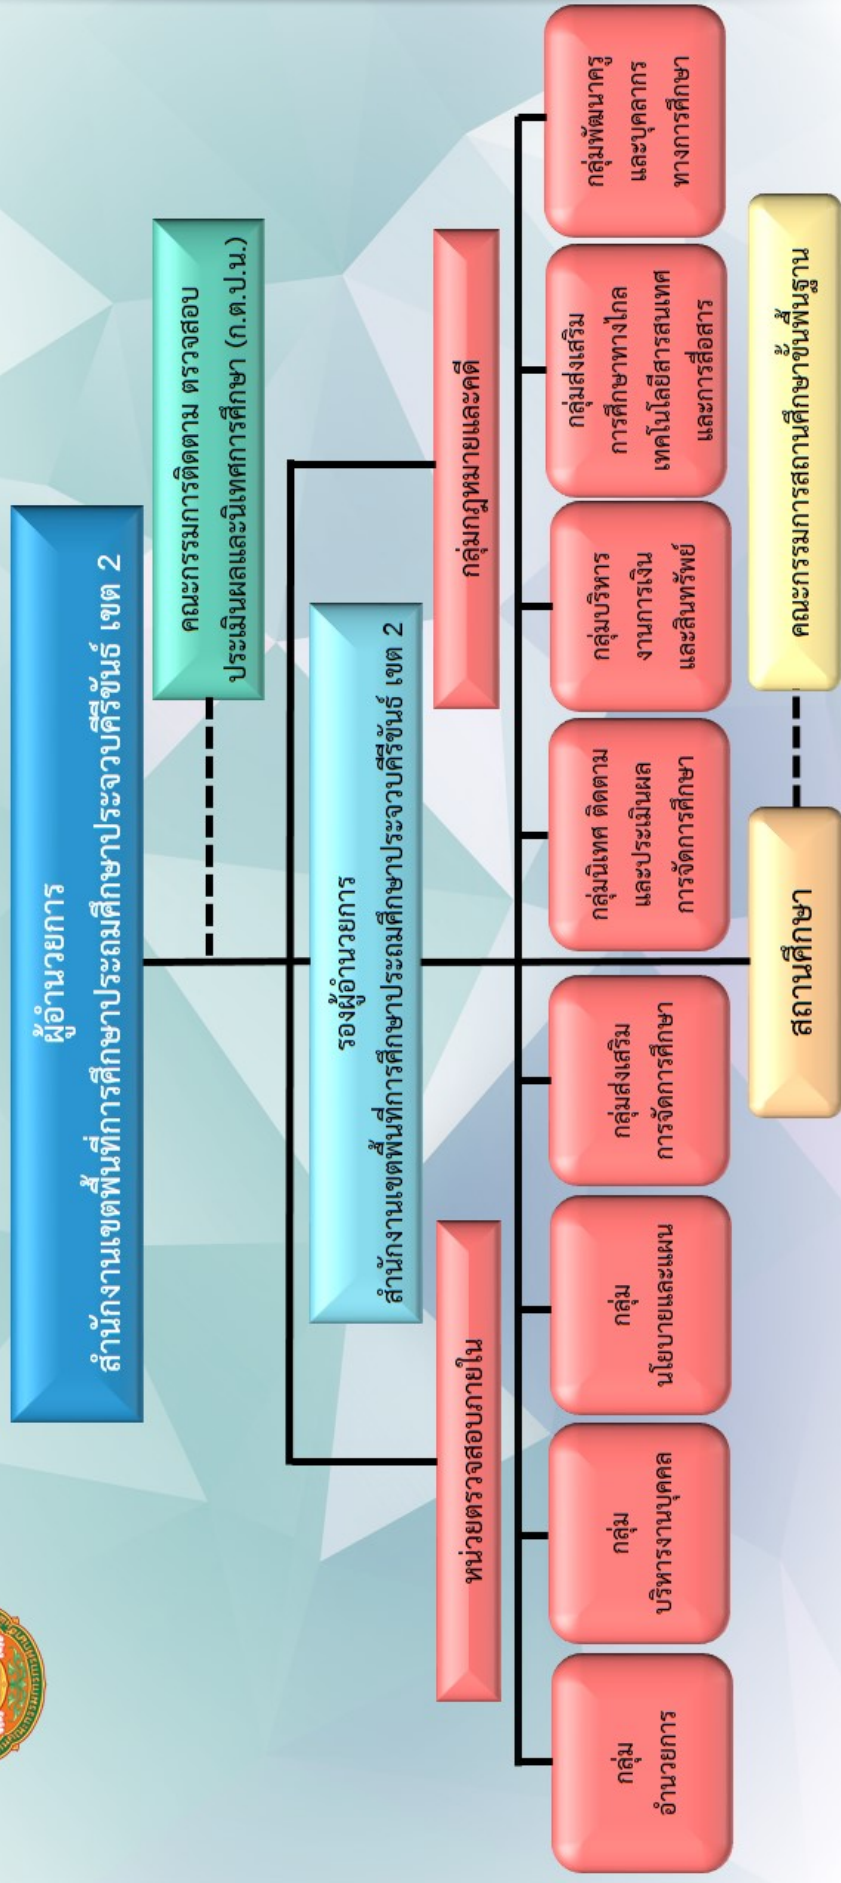 ผู้อำนวยการ
สำนักงานเขตพื้นที่การศึกษาประถมศึกษาประจวบคีรีขันธ์ เขต 2
คณะกรรมการติดตาม ตรวจสอบ
ประเมินผลและนิเทศการศึกษา (ก.ต.ป.น.)
รองผู้อำนวยการ
สำนักงานเขตพื้นที่การศึกษาประถมศึกษาประจวบคีรีขันธ์ เขต 2
หน่วยตรวจสอบภายใน
กลุ่มกฎหมายและคดี
กลุ่ม
อำนวยการ
กลุ่ม
บริหารงานบุคคล
กลุ่ม
นโยบายและแผน
กลุ่มส่งเสริม
การจัดการศึกษา
กลุ่มนิเทศ ติดตาม
และประเมินผล
การจัดการศึกษา
กลุ่มบริหาร
งานการเงิน
และสินทรัพย์
กลุ่มส่งเสริม
การศึกษาทางไกล
เทคโนโลยีสารสนเทศ
และการสื่อสาร
กลุ่มพัฒนาครู
และบุคลากร
ทางการศึกษา
สถานศึกษา
คณะกรรมการสถานศึกษาขั้นพื้นฐาน